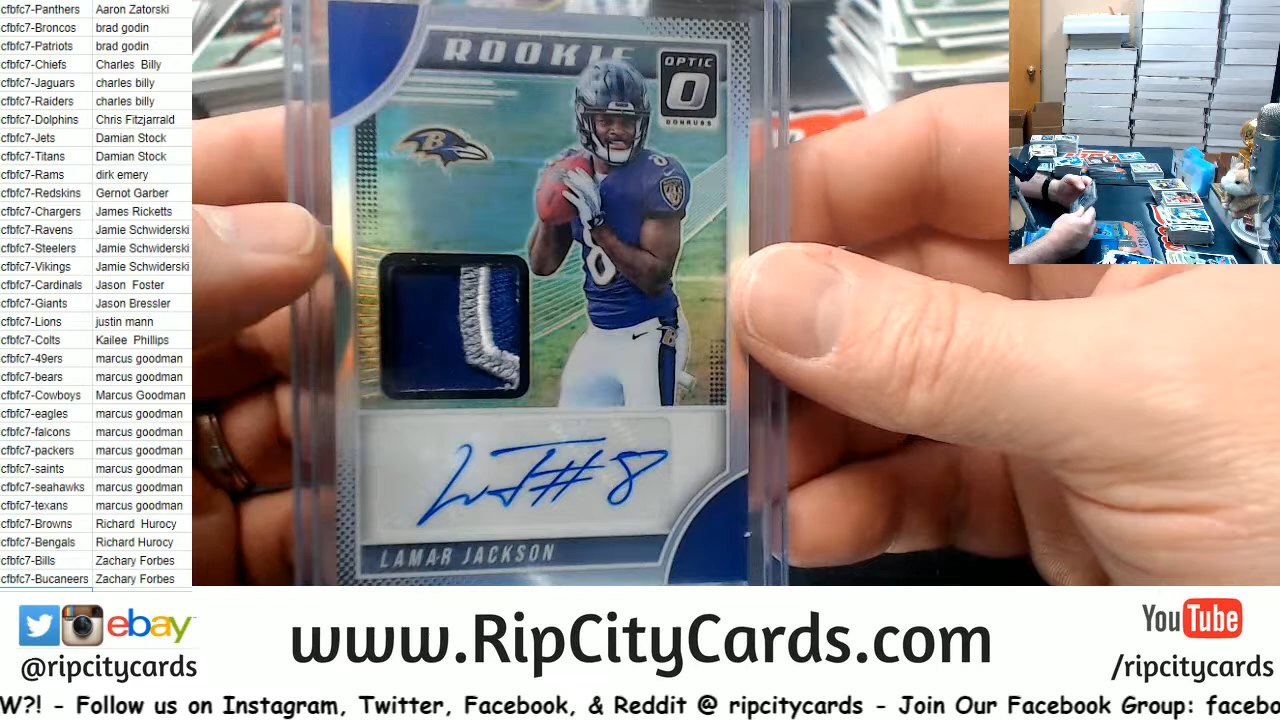 cfbfc7-Panthers Aaron Zatorski
cfbfc7-Broncos brad godin
cfbfc7-Patriots brad godin
cfbfc7-Chiefs Charles Billy
cfbfc7-Jaguars charles billy
cfbfc7-Raiders charles billy
cfbfc7-Dolphins Chris Fitzjarrald
cfbfc7-Jets Damian Stock
cfbfc7-Titans Damian Stock
cfbfc7-Rams dirk emery
cfbfc7-Redskins Gernot Garber
cfbfc7-Chargers James Ricketts
cfbfc7-Ravens Jamie Schwiderski
cfbfc7-Steelers Jamie Schwiderski
cfbfc7-Vikings Jamie Schwiderski
cfbfc7-Cardinals Jason Foster
cfbfc7-Giants Jason Bressler
cfbfc7-Lions justin mann
cfbfc7-Colts Kailee Phillips
cfbfc7-49ers marcus goodman
cfbfc7-bears marcus goodman
cfbfc7-Cowboys Marcus Goodman
cfbfc7-eagles marcus goodman
cfbfc7-falcons marcus goodman
cfbfc7-packers marcus goodman
cfbfc7-saints marcus goodman
cfbfc7-seahawks marcus goodman
cfbfc7-texans marcus goodman
cfbfc7-Browns Richard Hurocy
cfbfc7-Bengals Richard Hurocy
cfbfc7-Bills Zachary Forbes
cfbfc7-Bucaneers Zachary Forbes
ROOKIE
OPTIC
O
DONRUSS
B
8
8
#8
LAMAR JACKSON
ebay
@ripcitycards
www.RipCityCards.com
YouTube
/ripcitycards
W?! - Follow us on Instagram, Twitter, Facebook, & Reddit @ ripcitycards - Join Our Facebook Group: facebo